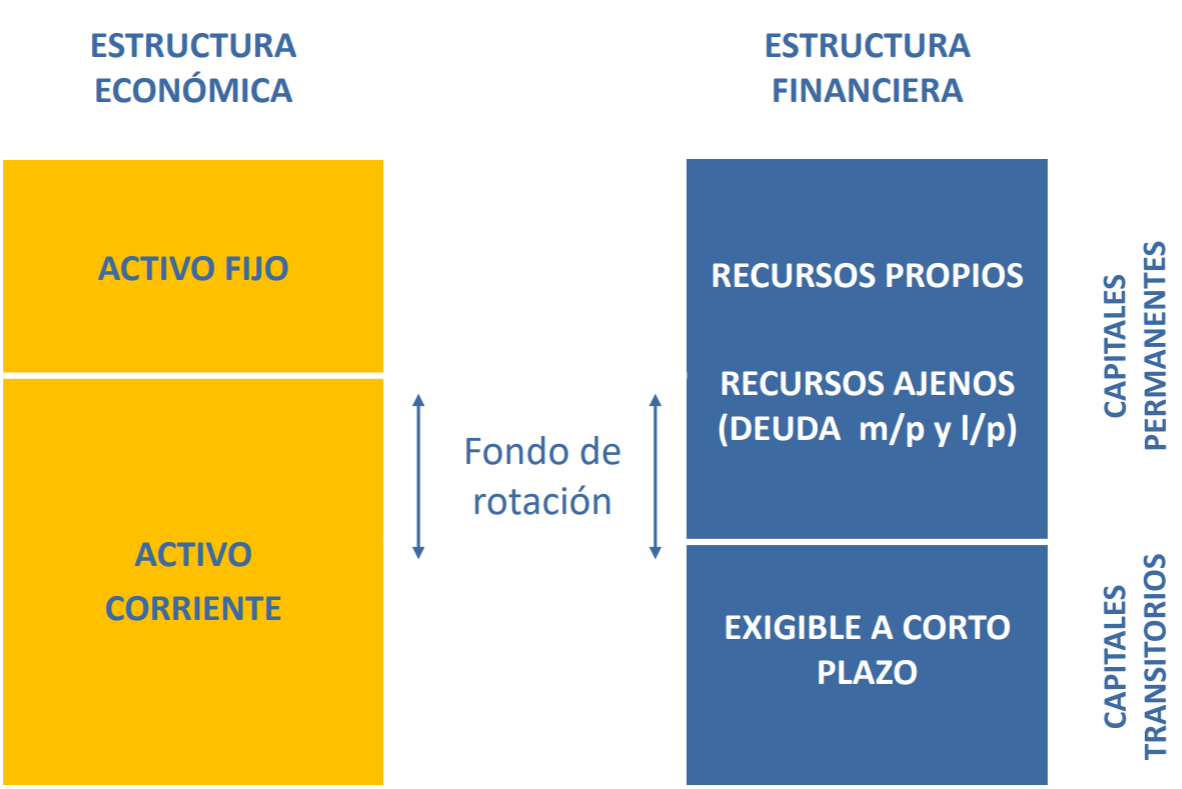 ESTRUCTURA
ECONÓMICA
ESTRUCTURA
FINANCIERA
ACTIVO FIJO
ACTIVO
CORRIENTE
Fondo de
rotación
RECURSOS PROPIOS
RECURSOS AJENOS
(DEUDA m/p y l/p)
EXIGIBLE A CORTO
PLAZO
CAPITALES
PERMANENTES
CAPITALES
TRANSITORIOS